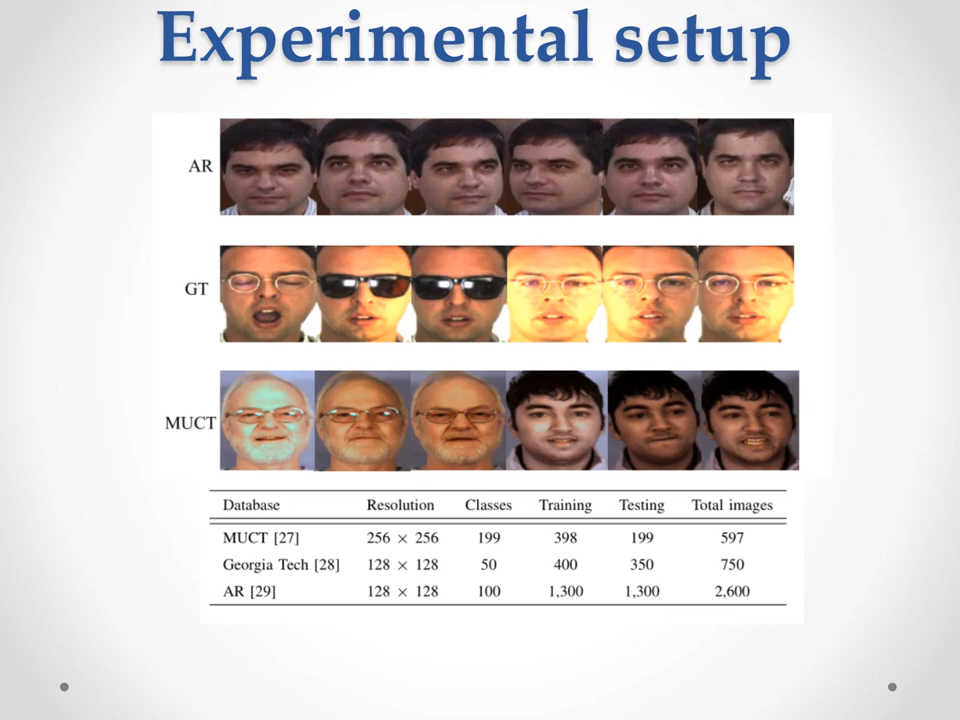 Experimental setup
AR
GT
MUCT
Database Resolution Classes Training Testing Total images
MUCT [27] 256 × 256 199 398 199 597
Georgia Tech [28] 128 × 128 50 400 350 750
AR [29] 128 × 128 100 1,300 1,300 2,600